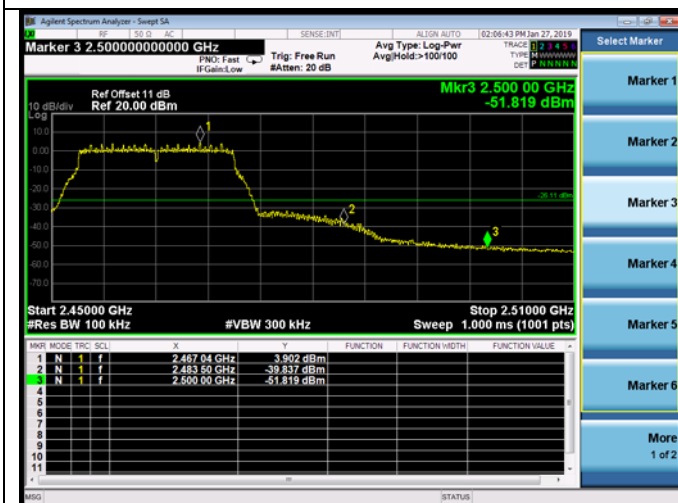 Agilent Spectrum Analyzer - Swept SA
RF 50 Ω AC SENSE:INT ALIGN AUTO 02:06:43 PM Jan 27, 2019
Marker 3 2.500000000000 GHz
PNO: Fast
IFGain:Low
Trig: Free Run
#Atten: 20 dB
Avg Type: Log-Pwr
Avg|Hold:>100/100
TRACE 1 2 3 4 5 6
TYPE M W W W W W
DET P N N N N N
Mkr3 2.500 00 GHz
-51.819 dBm
Ref Offset 11 dB
10 dB/div Ref 20.00 dBm
Log
10.0
0.00
-10.0
-20.0
-30.0
-40.0
-50.0
-60.0
-70.0
1
2
3
-26.11 dBm
Start 2.45000 GHz Stop 2.51000 GHz
#Res BW 100 kHz #VBW 300 kHz Sweep 1.000 ms (1001 pts)
MKR MODE TRC SCL X Y FUNCTION FUNCTION WIDTH FUNCTION VALUE
1 N 1 f 2.467 04 GHz 3.902 dBm
2 N 1 f 2.483 50 GHz -39.837 dBm
3 N 1 f 2.500 00 GHz -51.819 dBm
4
5
6
7
8
9
10
11
MSG STATUS
Select Marker
Marker 1
Marker 2
Marker 3
Marker 4
Marker 5
Marker 6
More
1 of 2